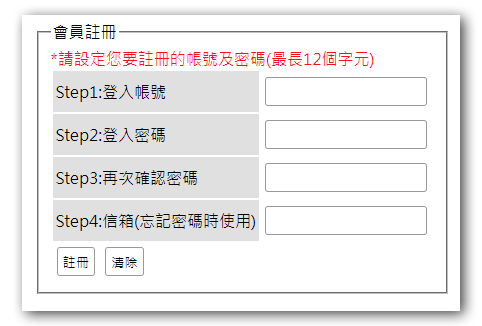 會員註冊
*請設定您要註冊的帳號及密碼(最長12個字元)
Step1:登入帳號
Step2:登入密碼
Step3:再次確認密碼
Step4:信箱(忘記密碼時使用)
註冊 清除